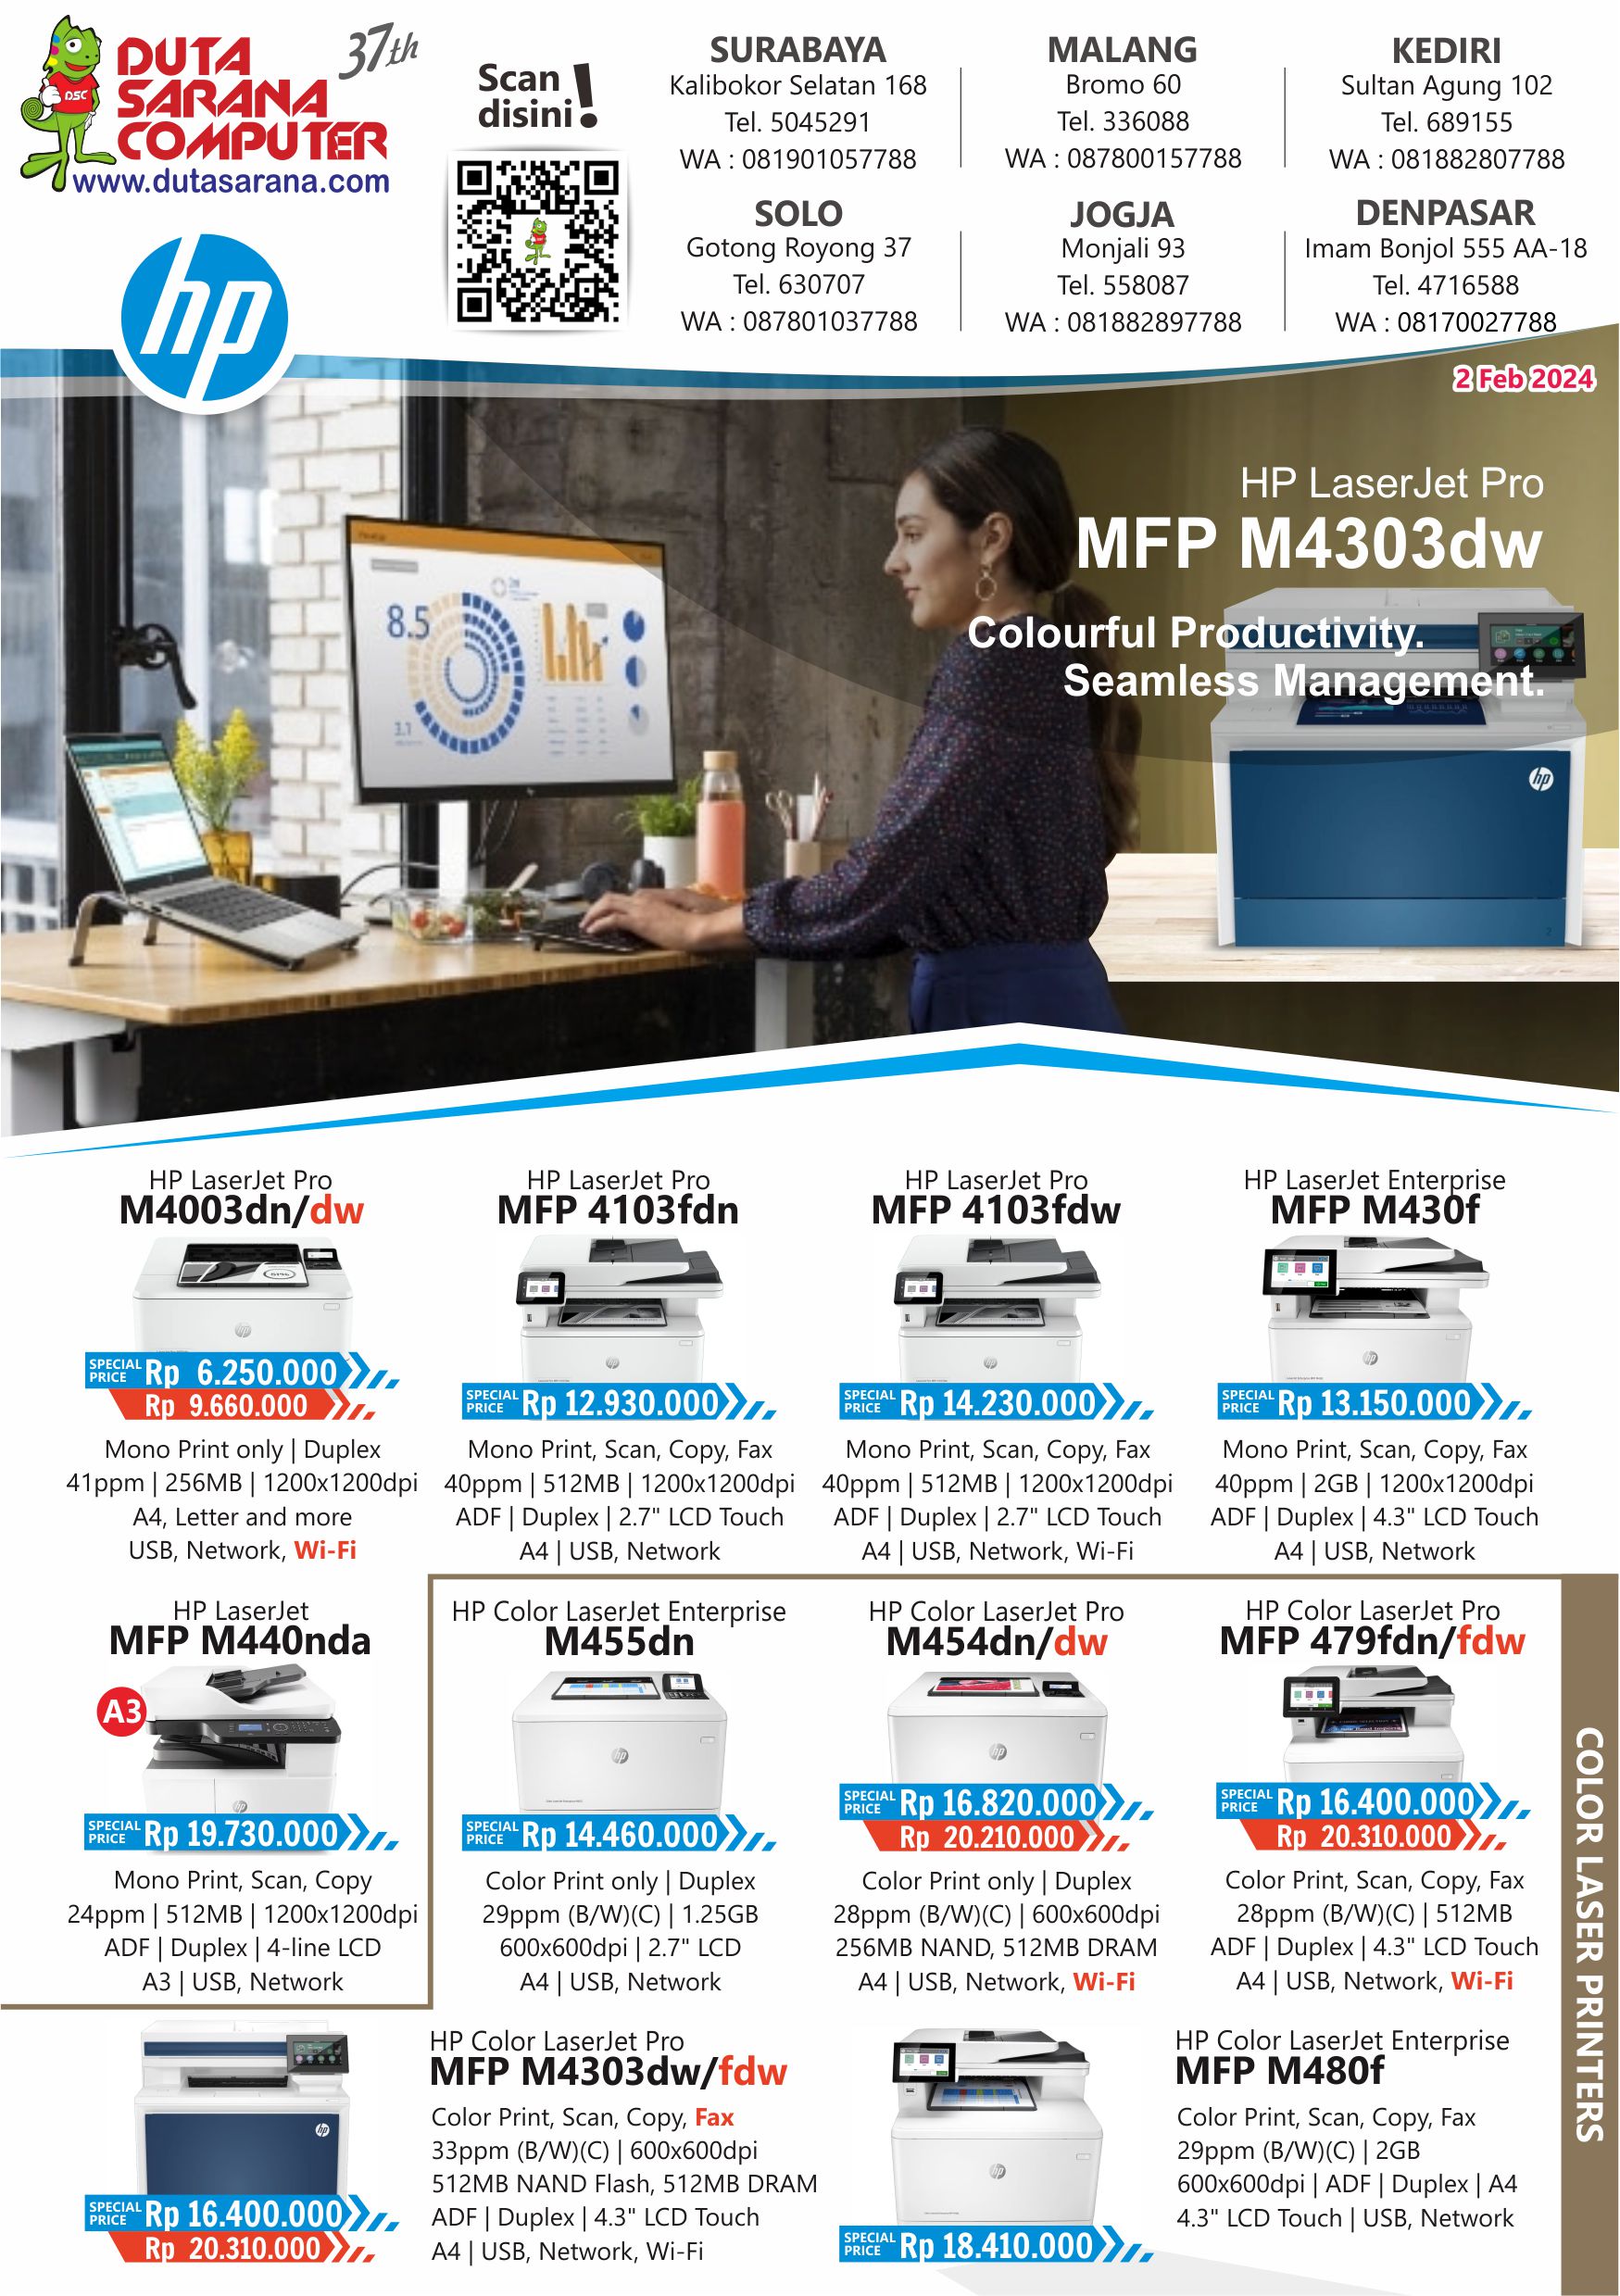 DUTA
SARANA
COMPUTER
37th
DSC
www.dutasarana.com
Scan
disini!
SURABAYA
Kalibokor Selatan 168
Tel. 5045291
WA : 081901057788
MALANG
Bromo 60
Tel. 336088
WA : 087800157788
KEDIRI
Sultan Agung 102
Tel. 689155
WA : 081882807788
SOLO
Gotong Royong 37
Tel. 630707
WA : 087801037788
JOGJA
Monjali 93
Tel. 558087
WA : 081882897788
DENPASAR
Imam Bonjol 555 AA-18
Tel. 4716588
WA : 08170027788
hp
2 Feb 2024
8.5
3.1
HP LaserJet Pro
MFP M4303dw
Colourful Productivity.
Seamless Management.
hp
HP LaserJet Pro
M4003dn/dw
SPECIAL PRICE Rp 6.250.000
Rp 9.660.000
Mono Print only | Duplex
41ppm | 256MB | 1200x1200dpi
A4, Letter and more
USB, Network, Wi-Fi
HP LaserJet Pro
MFP 4103fdn
SPECIAL PRICE Rp 12.930.000
Mono Print, Scan, Copy, Fax
40ppm | 512MB | 1200x1200dpi
ADF | Duplex | 2.7" LCD Touch
A4 | USB, Network
HP LaserJet Pro
MFP 4103fdw
SPECIAL PRICE Rp 14.230.000
Mono Print, Scan, Copy, Fax
40ppm | 512MB | 1200x1200dpi
ADF | Duplex | 2.7" LCD Touch
A4 | USB, Network, Wi-Fi
HP LaserJet Enterprise
MFP M430f
SPECIAL PRICE Rp 13.150.000
Mono Print, Scan, Copy, Fax
40ppm | 2GB | 1200x1200dpi
ADF | Duplex | 4.3" LCD Touch
A4 | USB, Network
HP LaserJet
MFP M440nda
A3
SPECIAL PRICE Rp 19.730.000
Mono Print, Scan, Copy
24ppm | 512MB | 1200x1200dpi
ADF | Duplex | 4-line LCD
A3 | USB, Network
HP Color LaserJet Enterprise
M455dn
SPECIAL PRICE Rp 14.460.000
Color Print only | Duplex
29ppm (B/W)(C) | 1.25GB
600x600dpi | 2.7" LCD
A4 | USB, Network
HP Color LaserJet Pro
M454dn/dw
SPECIAL PRICE Rp 16.820.000
Rp 20.210.000
Color Print only | Duplex
28ppm (B/W)(C) | 600x600dpi
256MB NAND, 512MB DRAM
A4 | USB, Network, Wi-Fi
HP Color LaserJet Pro
MFP 479fdn/fdw
SPECIAL PRICE Rp 16.400.000
Rp 20.310.000
Color Print, Scan, Copy, Fax
28ppm (B/W)(C) | 512MB
ADF | Duplex | 4.3" LCD Touch
A4 | USB, Network, Wi-Fi
COLOR LASER PRINTERS
HP Color LaserJet Pro
MFP M4303dw/fdw
SPECIAL PRICE Rp 16.400.000
Rp 20.310.000
Color Print, Scan, Copy, Fax
33ppm (B/W)(C) | 600x600dpi
512MB NAND Flash, 512MB DRAM
ADF | Duplex | 4.3" LCD Touch
A4 | USB, Network, Wi-Fi
HP Color LaserJet Enterprise
MFP M480f
SPECIAL PRICE Rp 18.410.000
Color Print, Scan, Copy, Fax
29ppm (B/W)(C) | 2GB
600x600dpi | ADF | Duplex | A4
4.3" LCD Touch | USB, Network